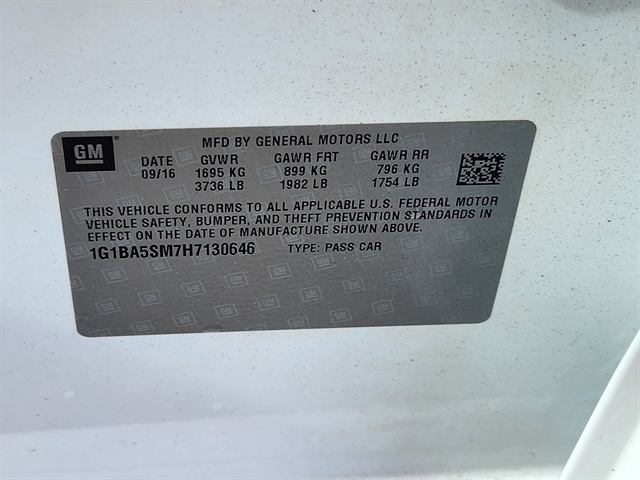 GM
MFD BY GENERAL MOTORS LLC
DATE GVWR GAWR FRT GAWR RR
09/16 1695 KG 899 KG 796 KG
3736 LB 1982 LB 1754 LB
THIS VEHICLE CONFORMS TO ALL APPLICABLE U.S. FEDERAL MOTOR
VEHICLE SAFETY, BUMPER, AND THEFT PREVENTION STANDARDS IN
EFFECT ON THE DATE OF MANUFACTURE SHOWN ABOVE.
1G1BA5SM7H7130646 TYPE: PASS CAR